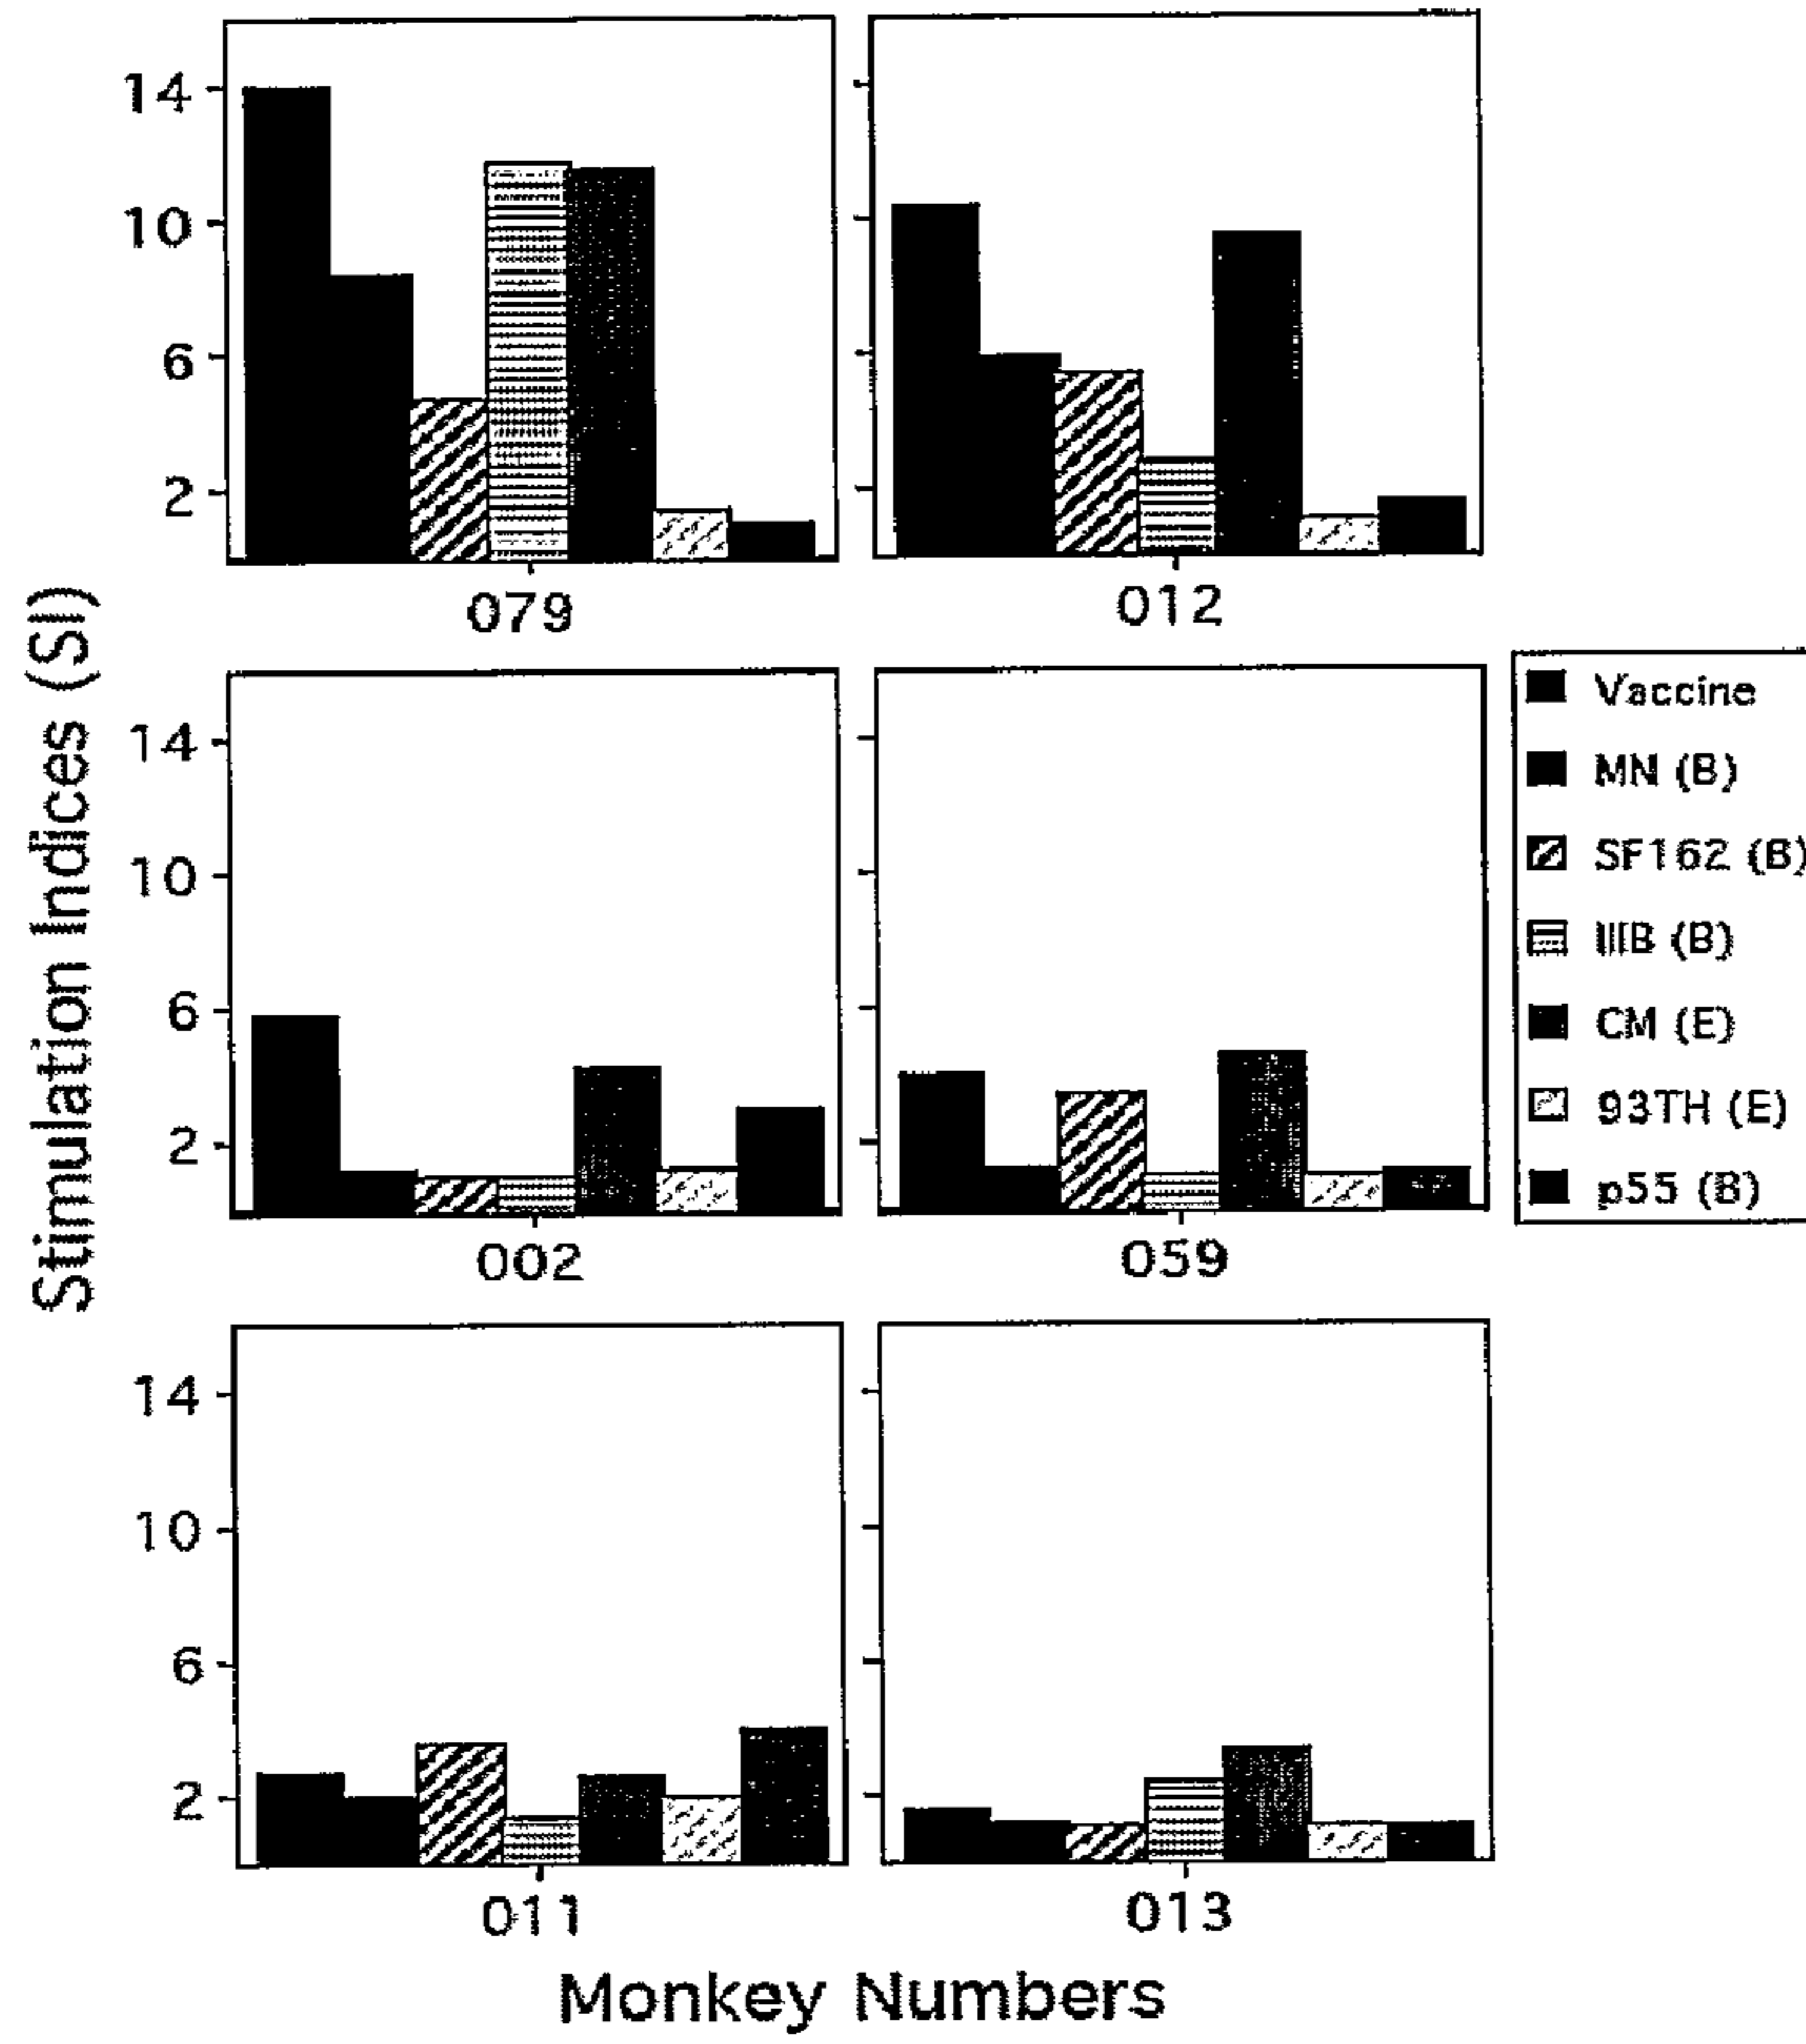 Stimulation Indices (SI)
14
10
6
2
079
012
14
10
6
2
002
059
14
10
6
2
011
013
Monkey Numbers
Vaccine
MN (B)
SF162 (B)
IIIB (B)
CM (E)
93TH (E)
p55 (B)